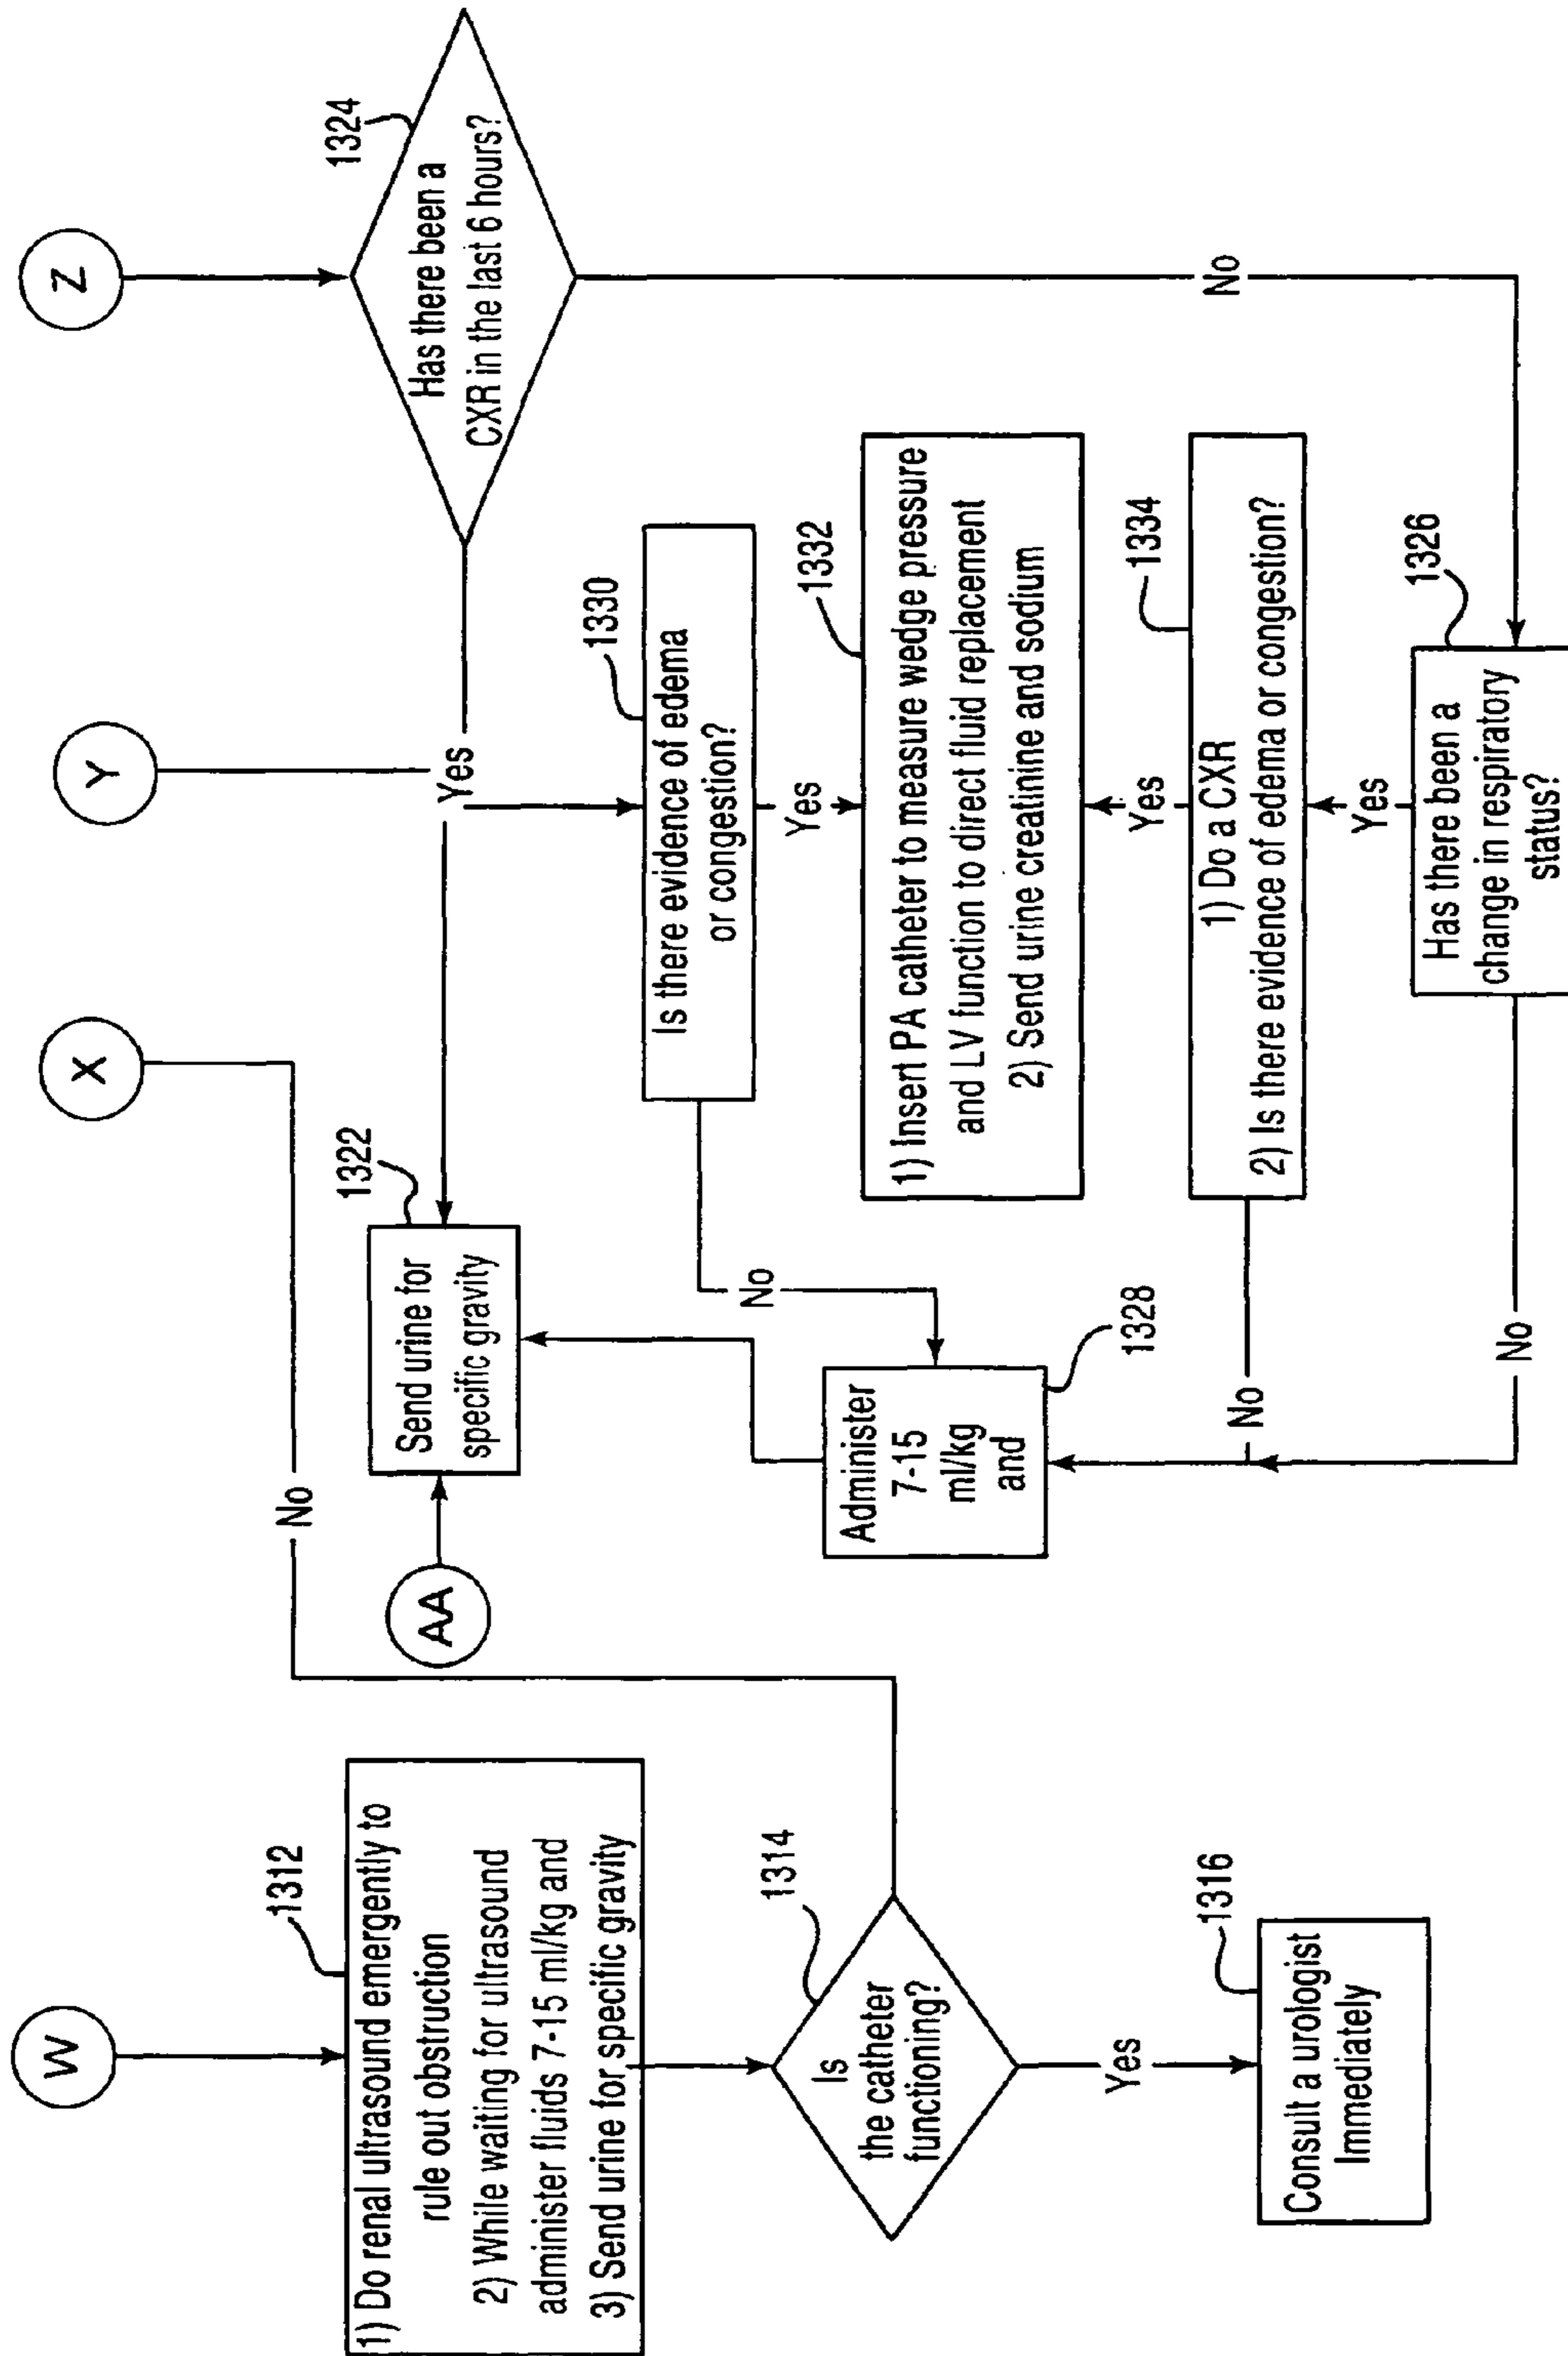 W
1312
1) Do renal ultrasound emergently to
rule out obstruction
2) While waiting for ultrasound
administer fluids 7-15 ml/kg and
3) Send urine for specific gravity
1314
Is
the catheter
functioning?
No
Yes
1316
Consult a urologist
Immediately
X
AA
1322
Send urine for
specific gravity
Y
Z
1324
Has there been a
CXR in the last 6 hours?
Yes
No
1330
Is there evidence of edema
or congestion?
No
Yes
1328
Administer
7-15
ml/kg
and
1332
1) Insert PA catheter to measure wedge pressure
and LV function to direct fluid replacement
2) Send urine creatinine and sodium
Yes
1334
1) Do a CXR
2) Is there evidence of edema or congestion?
No
Yes
1326
Has there been a
change in respiratory
status?
No